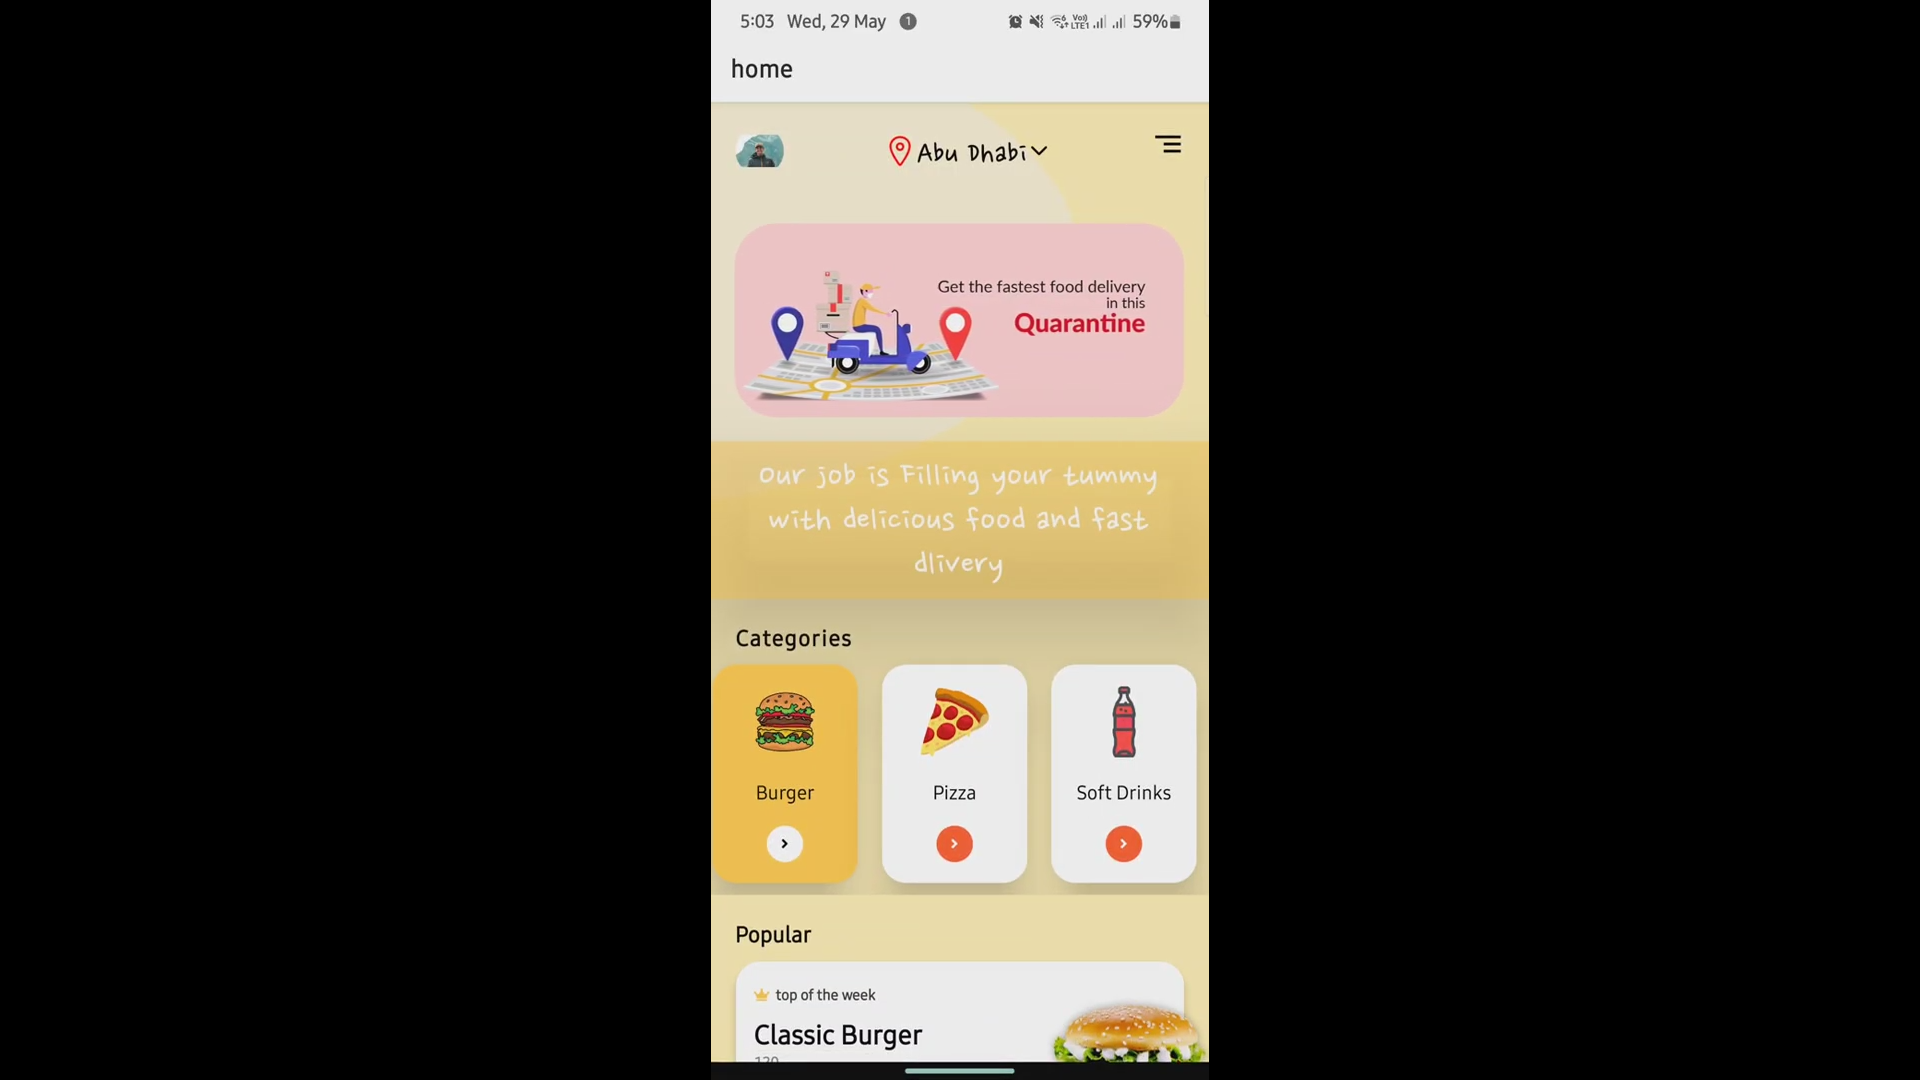 5:03 Wed, 29 May 1 59%
home
Abu Dhabi
Get the fastest food delivery
in this
Quarantine
Our job is Filling your tummy
with delicious food and fast
dlivery
Categories
Burger
Pizza
Soft Drinks
Popular
top of the week
Classic Burger